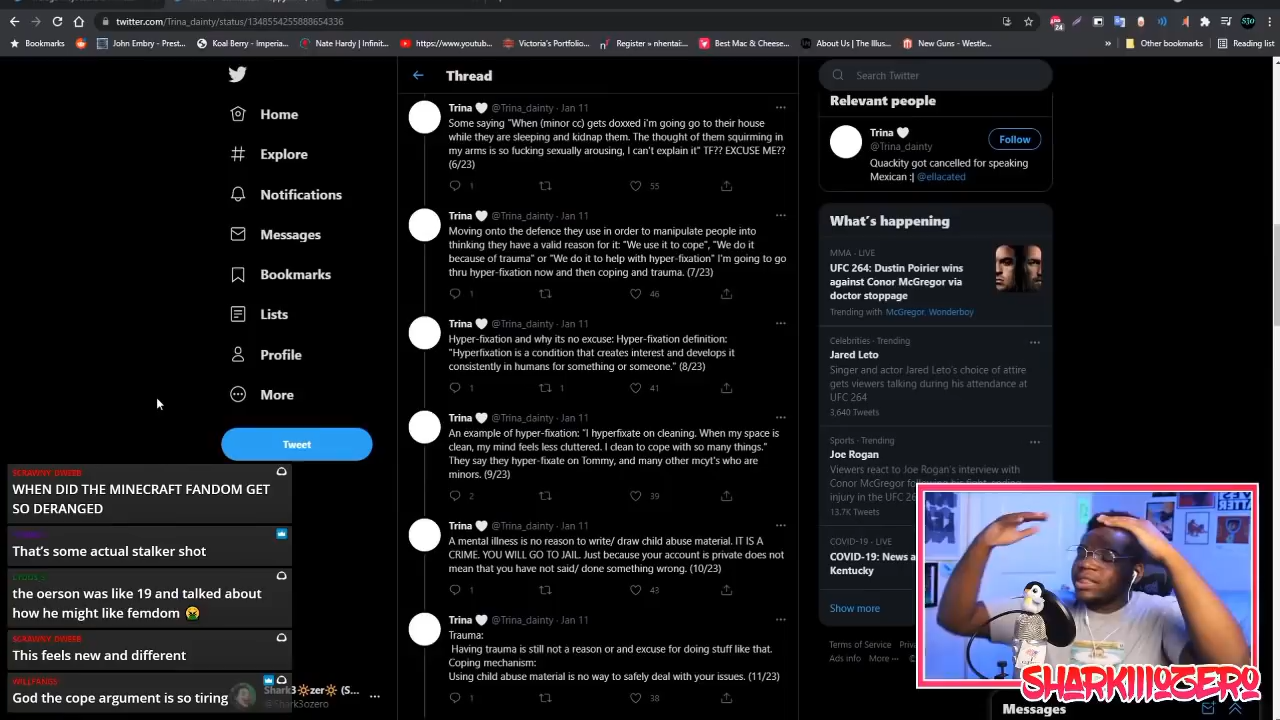 twitter.com/Trina_dainty/status/1348554255888654336
24
Bookmarks
John Embry - Prest...
Koal Berry - Imperia...
Nate Hardy | Infinit...
https://www.youtub...
Victoria's Portfolio...
Register » nhentai:...
Best Mac & Cheese...
About Us | The Illus...
New Guns - Westle...
»
Other bookmarks
Reading list
Home
Explore
Notifications
Messages
Bookmarks
Lists
Profile
More
Tweet
Thread
Trina 🤍 @Trina_dainty · Jan 11
Some saying "When (minor cc) gets doxxed i'm going go to their house
while they are sleeping and kidnap them. The thought of them squirming in
my arms is so fucking sexually arousing, I can't explain it" TF?? EXCUSE ME??
(6/23)
1 55
Trina 🤍 @Trina_dainty · Jan 11
Moving onto the defence they use in order to manipulate people into
thinking they have a valid reason for it: "We use it to cope", "We do it
because of trauma" or "We do it to help with hyper-fixation" I'm going to go
thru hyper-fixation now and then coping and trauma. (7/23)
1 46
Trina 🤍 @Trina_dainty · Jan 11
Hyper-fixation and why its no excuse: Hyper-fixation definition:
"Hyperfixation is a condition that creates interest and develops it
consistently in humans for something or someone." (8/23)
1 1 41
Trina 🤍 @Trina_dainty · Jan 11
An example of hyper-fixation: "I hyperfixate on cleaning. When my space is
clean, my mind feels less cluttered. I clean to cope with so many things."
They say they hyper-fixate on Tommy, and many other mcyt's who are
minors. (9/23)
2 39
Trina 🤍 @Trina_dainty · Jan 11
A mental illness is no reason to write/ draw child abuse material. IT IS A
CRIME. YOU WILL GO TO JAIL. Just because your account is private does not
mean that you have not said/ done something wrong. (10/23)
1 43
Trina 🤍 @Trina_dainty · Jan 11
Trauma:
Having trauma is still not a reason or and excuse for doing stuff like that.
Coping mechanism:
Using child abuse material is no way to safely deal with your issues. (11/23)
1 38
Search Twitter
Relevant people
Trina 🤍
@Trina_dainty
Follow
Quackity got cancelled for speaking
Mexican :| @ellacated
What's happening
MMA · LIVE
UFC 264: Dustin Poirier wins
against Conor McGregor via
doctor stoppage
Trending with McGregor, Wonderboy
Celebrities · Trending
Jared Leto
Singer and actor Jared Leto's choice of attire
gets viewers talking during his attendance at
UFC 264
3,640 Tweets
Sports · Trending
Joe Rogan
Viewers react to Joe Rogan's interview with
Conor McGregor following his fight-ending
injury in the UFC 26
13.7K Tweets
COVID-19 · LIVE
COVID-19: News a
Kentucky
Show more
Terms of Service
Ad info More ···
SCRAWNY DWEEB
WHEN DID THE MINECRAFT FANDOM GET
SO DERANGED
That's some actual stalker shot
t he oerson was like 19 and talked about
how he might like femdom
SCRAWNY DWEEB
This feels new and different
WILLFANGS
God the cope argument is so tiring
Shark3🔆zer🔆 (S...
@Shark3ozero
SHARKIIIOZERO
Messages